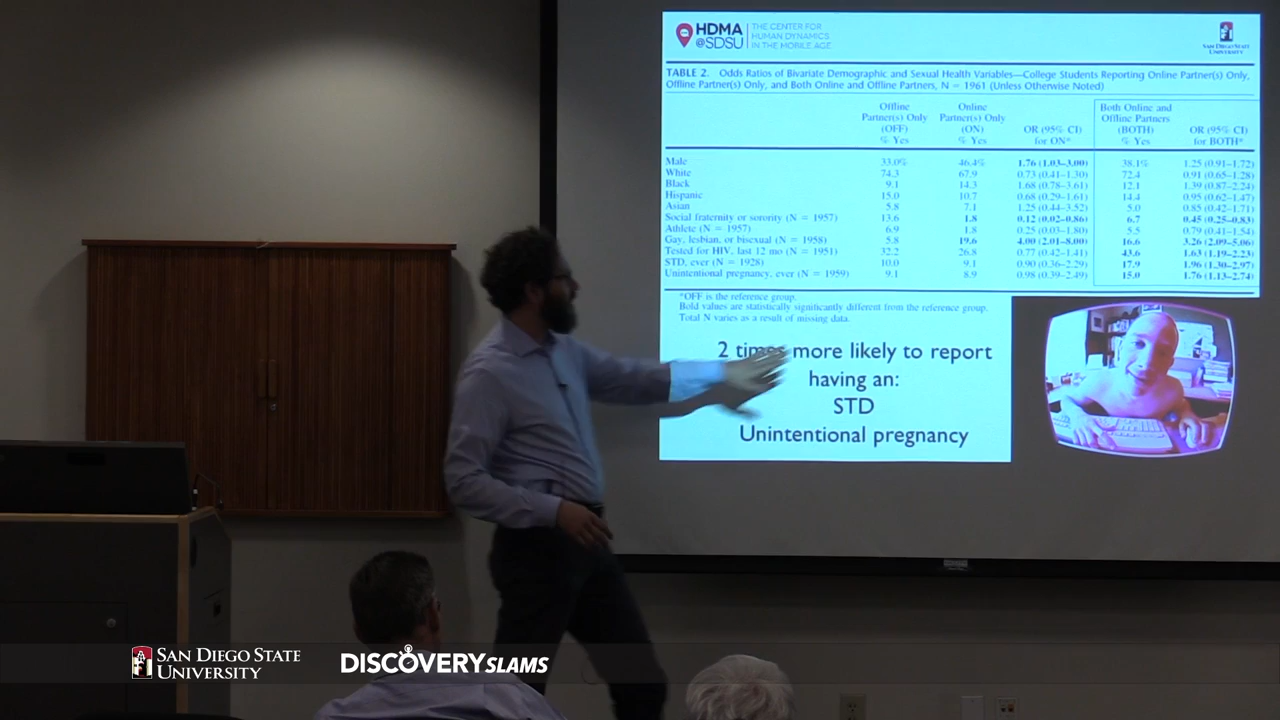 HDMA
@SDSU
THE CENTER FOR
HUMAN DYNAMICS
IN THE MOBILE AGE
SAN DIEGO STATE
UNIVERSITY
TABLE 2. Odds Ratios of Bivariate Demographic and Sexual Health Variables—College Students Reporting Online Partner(s) Only,
Offline Partner(s) Only, and Both Online and Offline Partners, N = 1961 (Unless Otherwise Noted)
Offline Partner(s) Only (OFF) % Yes
Online Partner(s) Only (ON) % Yes
OR (95% CI) for ON*
Both Online and Offline Partners (BOTH) % Yes
OR (95% CI) for BOTH*
Male 33.0% 46.4% 1.76 (1.03–3.00) 38.1% 1.25 (0.91–1.72)
White 74.3 67.9 0.73 (0.41–1.30) 72.4 0.91 (0.65–1.28)
Black 9.1 14.3 1.68 (0.78–3.61) 12.1 1.39 (0.87–2.24)
Hispanic 15.0 10.7 0.68 (0.29–1.61) 14.4 0.95 (0.62–1.47)
Asian 5.8 7.1 1.25 (0.44–3.52) 5.0 0.85 (0.42–1.71)
Social fraternity or sorority (N = 1957) 13.6 1.8 0.12 (0.02–0.86) 6.7 0.45 (0.25–0.83)
Athlete (N = 1957) 6.9 1.8 0.25 (0.03–1.80) 5.5 0.79 (0.41–1.54)
Gay, lesbian, or bisexual (N = 1958) 5.8 19.6 4.00 (2.01–8.00) 16.6 3.26 (2.09–5.06)
Tested for HIV, last 12 mo (N = 1951) 32.2 26.8 0.77 (0.42–1.41) 43.6 1.63 (1.19–2.23)
STD, ever (N = 1928) 10.0 9.1 0.90 (0.36–2.29) 17.9 1.96 (1.30–2.97)
Unintentional pregnancy, ever (N = 1959) 9.1 8.9 0.98 (0.39–2.49) 15.0 1.76 (1.13–2.74)
*OFF is the reference group.
Bold values are statistically significantly different from the reference group.
Total N varies as a result of missing data.
2 times more likely to report
having an:
STD
Unintentional pregnancy
SAN DIEGO STATE
UNIVERSITY
DISCOVERY SLAMS